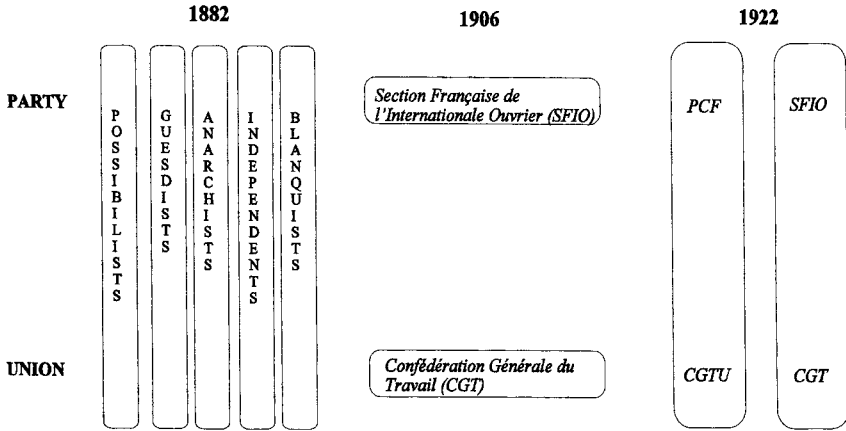 1882 1906 1922
PARTY
POSSIBILISTS
GUESDISTS
ANARCHISTS
INDEPENDENTS
BLANQUISTS
Section Française de
l'Internationale Ouvrier (SFIO)
PCF
SFIO
UNION
Confédération Générale du
Travail (CGT)
CGTU
CGT